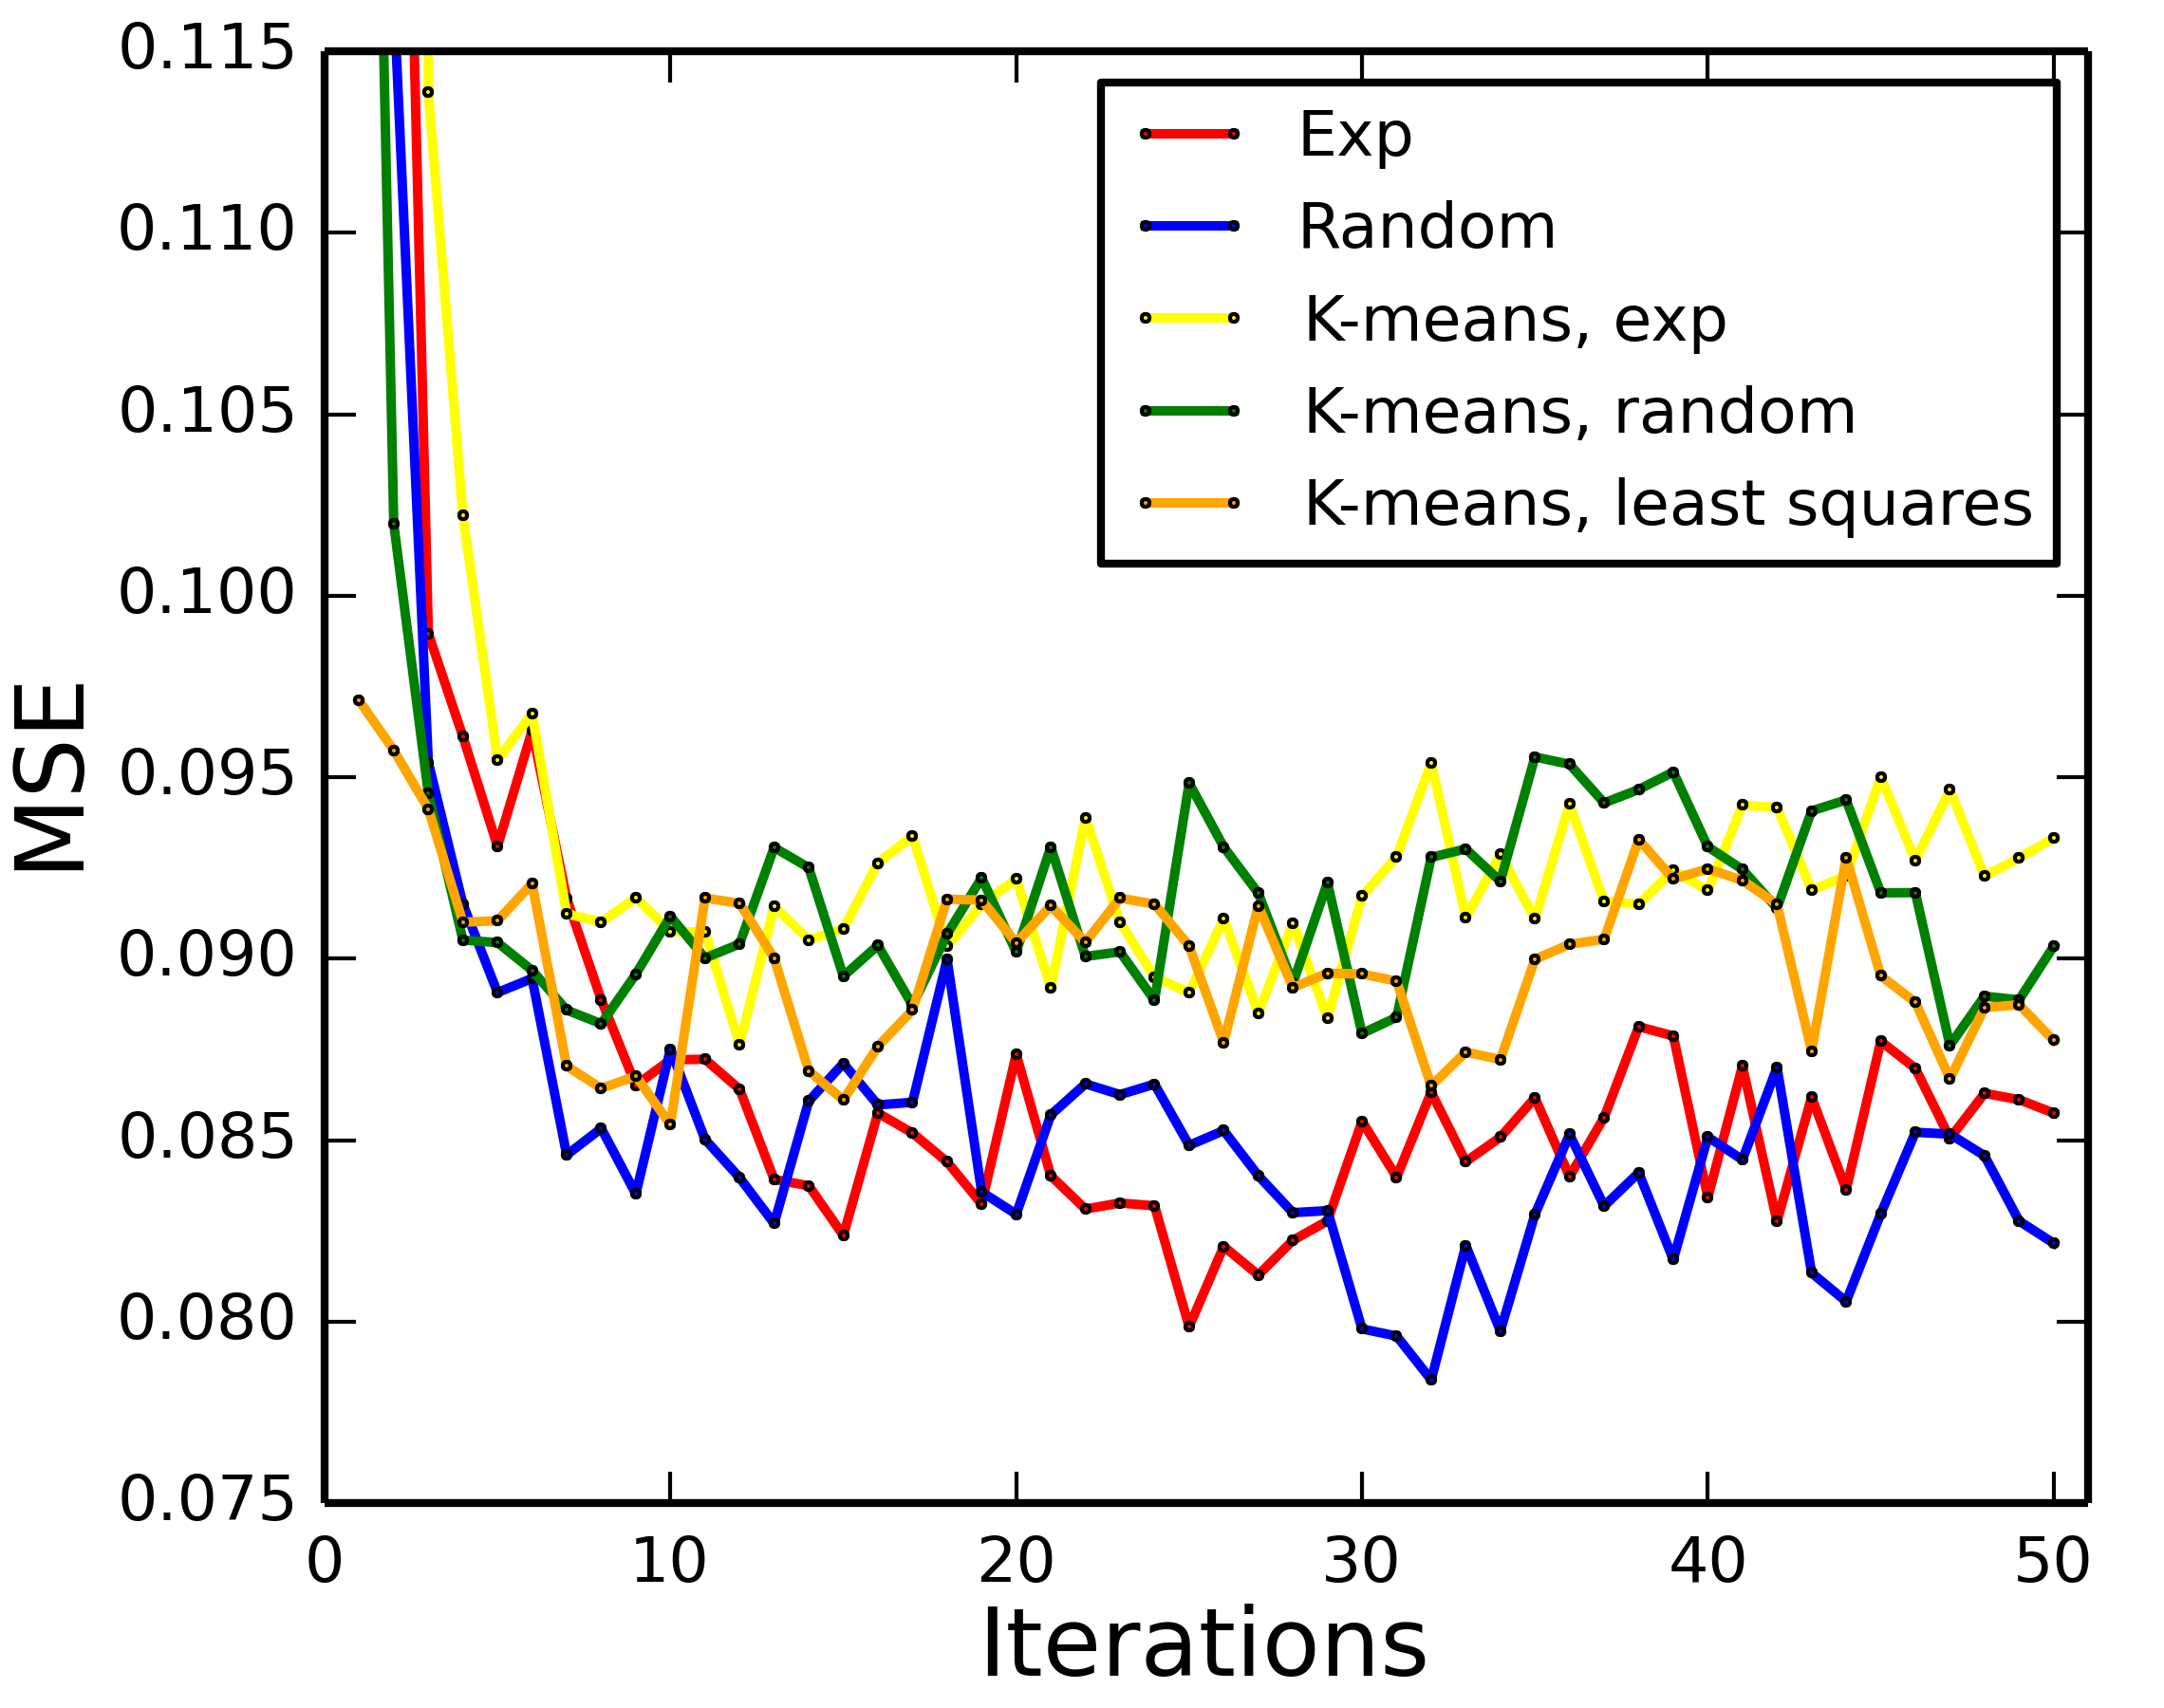 0.115
0.110
0.105
0.100
0.095
0.090
0.085
0.080
0.075
MSE
Exp
Random
K-means, exp
K-means, random
K-means, least squares
0 10 20 30 40 50
Iterations